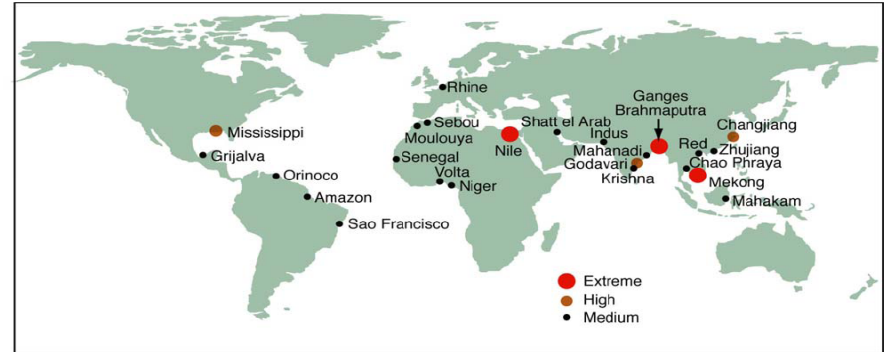 Rhine
Ganges
Brahmaputra
Changjiang
Shatt el Arab
Sebou
Mississippi
Moulouya
Indus
Nile
Red
Zhujiang
Mahanadi
Grijalva
Senegal
Godavari
Chao Phraya
Volta
Krishna
Orinoco
Niger
Mekong
Amazon
Mahakam
Sao Francisco
Extreme
High
Medium